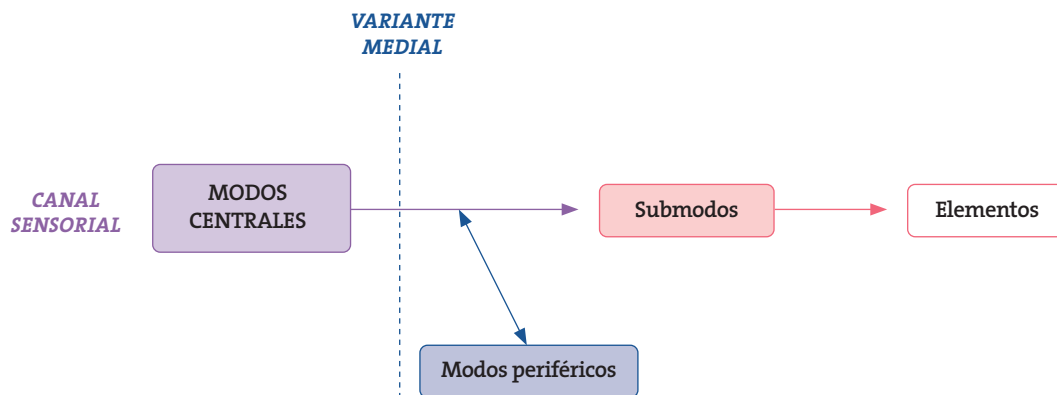 VARIANTE
MEDIAL
CANAL
SENSORIAL
MODOS
CENTRALES
Submodos
Elementos
Modos periféricos